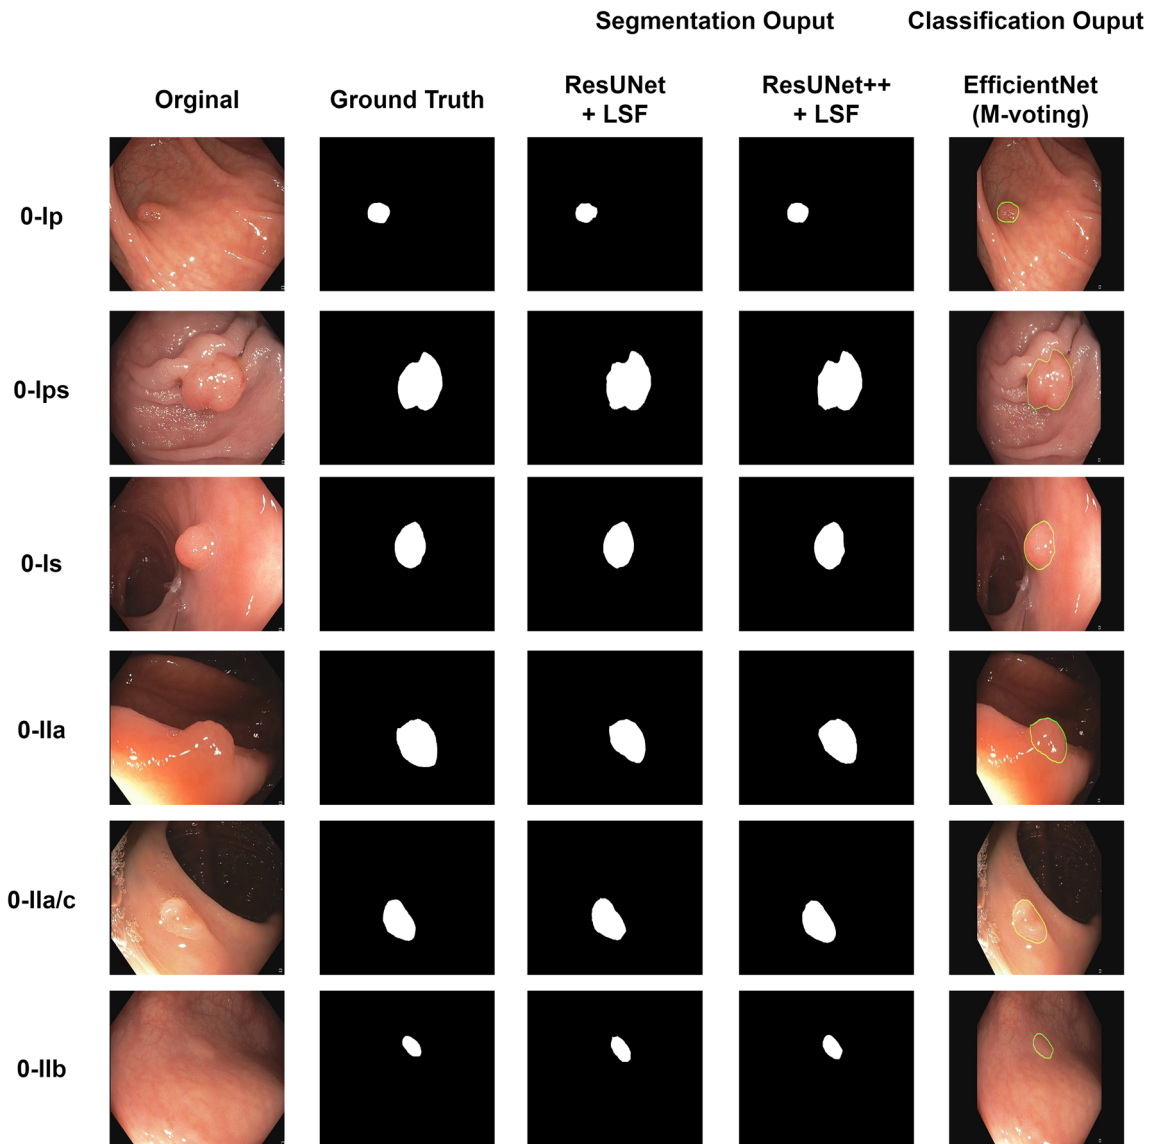 Segmentation Ouput
Classification Ouput
Orginal
Ground Truth
ResUNet
+ LSF
ResUNet++
+ LSF
EfficientNet
(M-voting)
0-Ip
0-Ips
0-Is
0-IIa
0-IIa/c
0-IIb